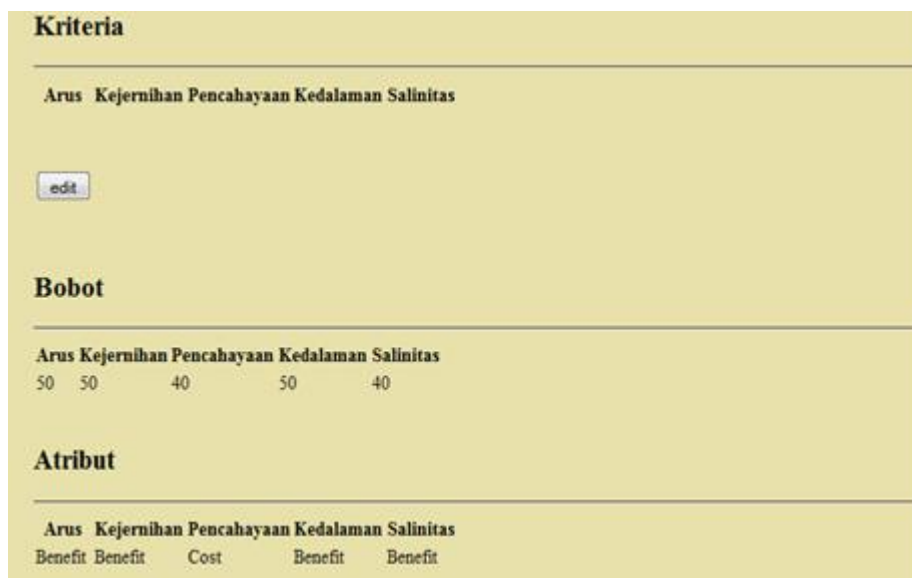 Kriteria
Arus Kejernihan Pencahayaan Kedalaman Salinitas
edit
Bobot
Arus Kejernihan Pencahayaan Kedalaman Salinitas
50 50 40 50 40
Atribut
Arus Kejernihan Pencahayaan Kedalaman Salinitas
Benefit Benefit Cost Benefit Benefit